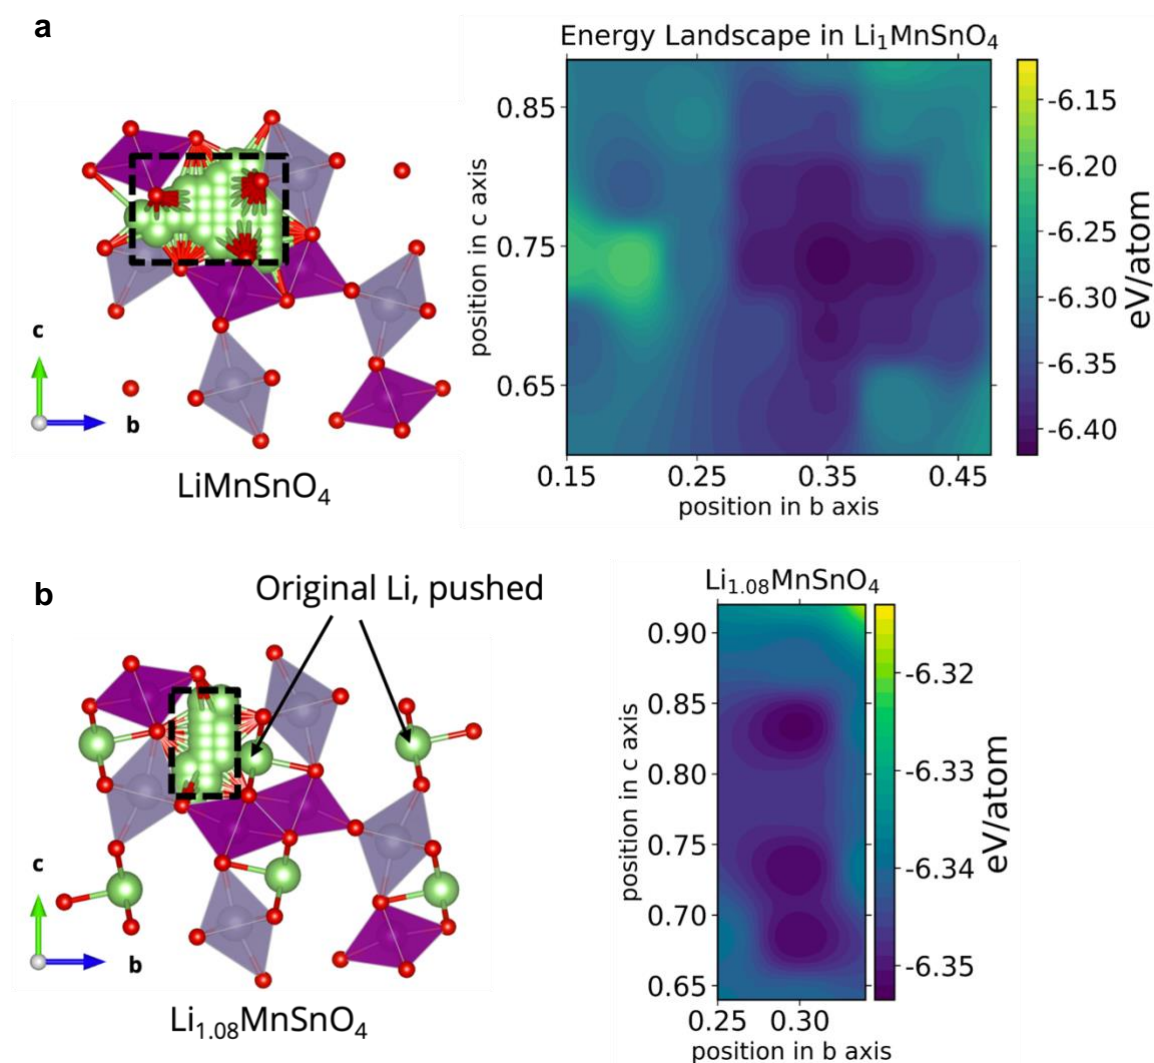 a
Energy Landscape in Li₁MnSnO₄
position in c axis
0.85
0.75
0.65
0.15 0.25 0.35 0.45
position in b axis
-6.15
-6.20
-6.25
-6.30
-6.35
-6.40
eV/atom
c
b
LiMnSnO₄
b
Original Li, pushed
Li₁.₀₈MnSnO₄
position in c axis
0.90
0.85
0.80
0.75
0.70
0.65
0.25 0.30
position in b axis
-6.32
-6.33
-6.34
-6.35
eV/atom
c
b
Li₁.₀₈MnSnO₄